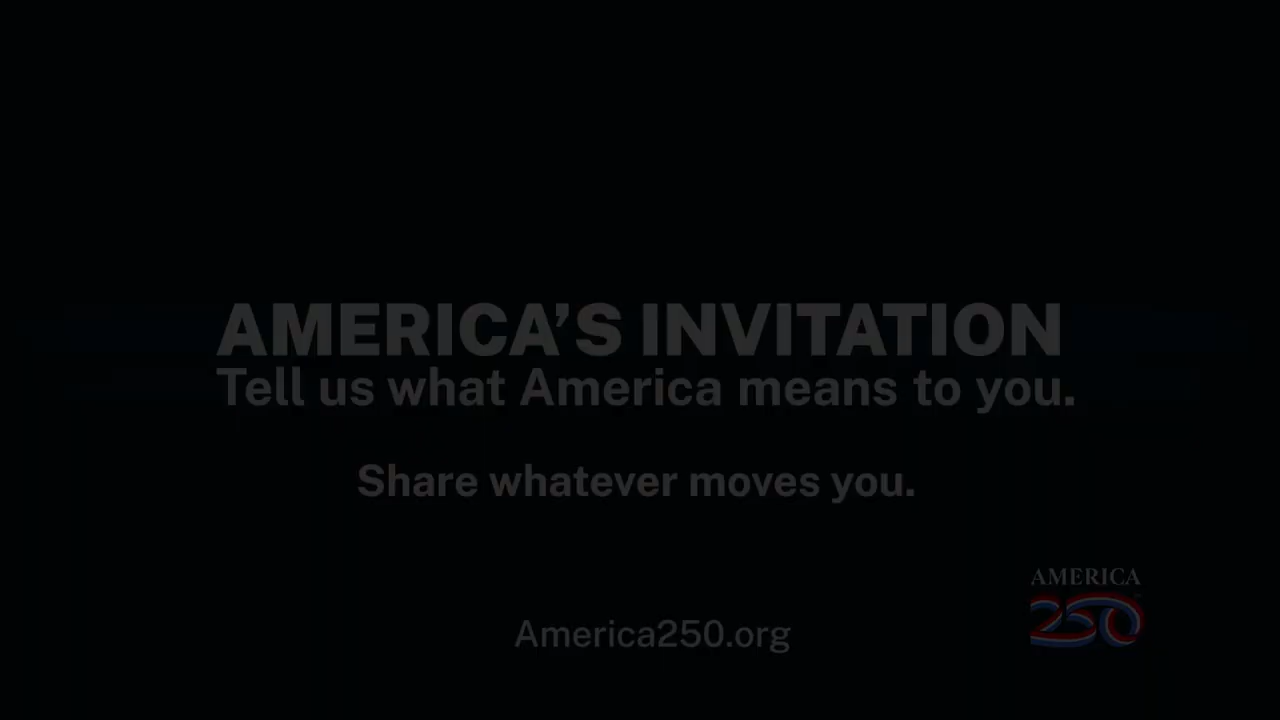 AMERICA’S INVITATION
Tell us what America means to you.
Share whatever moves you.
America250.org
AMERICA
250